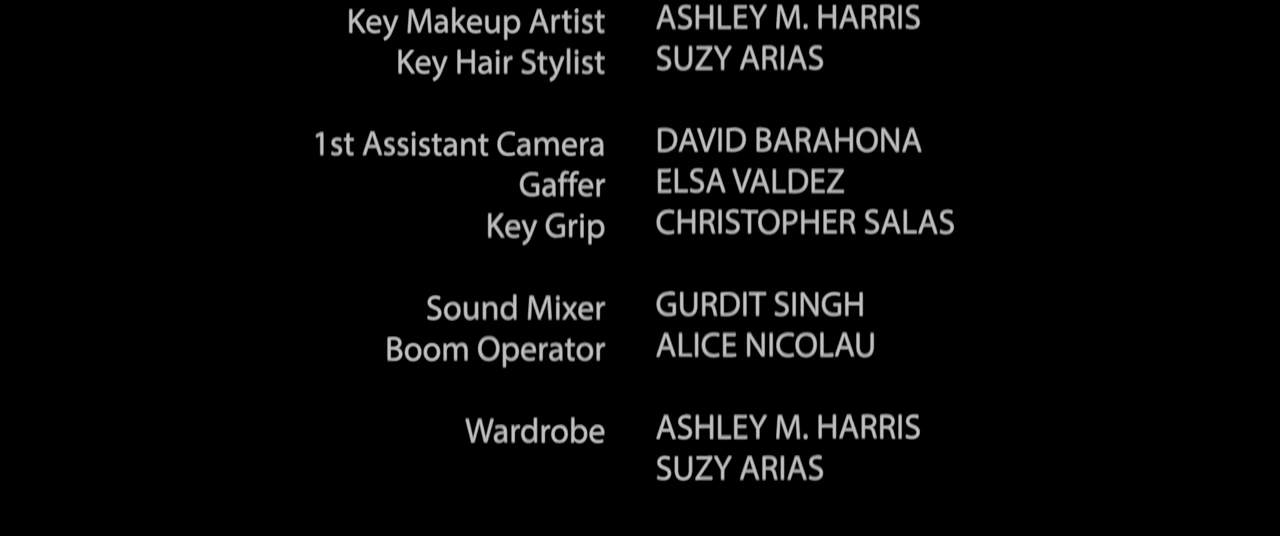 Key Makeup Artist ASHLEY M. HARRIS
Key Hair Stylist SUZY ARIAS
1st Assistant Camera DAVID BARAHONA
Gaffer ELSA VALDEZ
Key Grip CHRISTOPHER SALAS
Sound Mixer GURDIT SINGH
Boom Operator ALICE NICOLAU
Wardrobe ASHLEY M. HARRIS
SUZY ARIAS